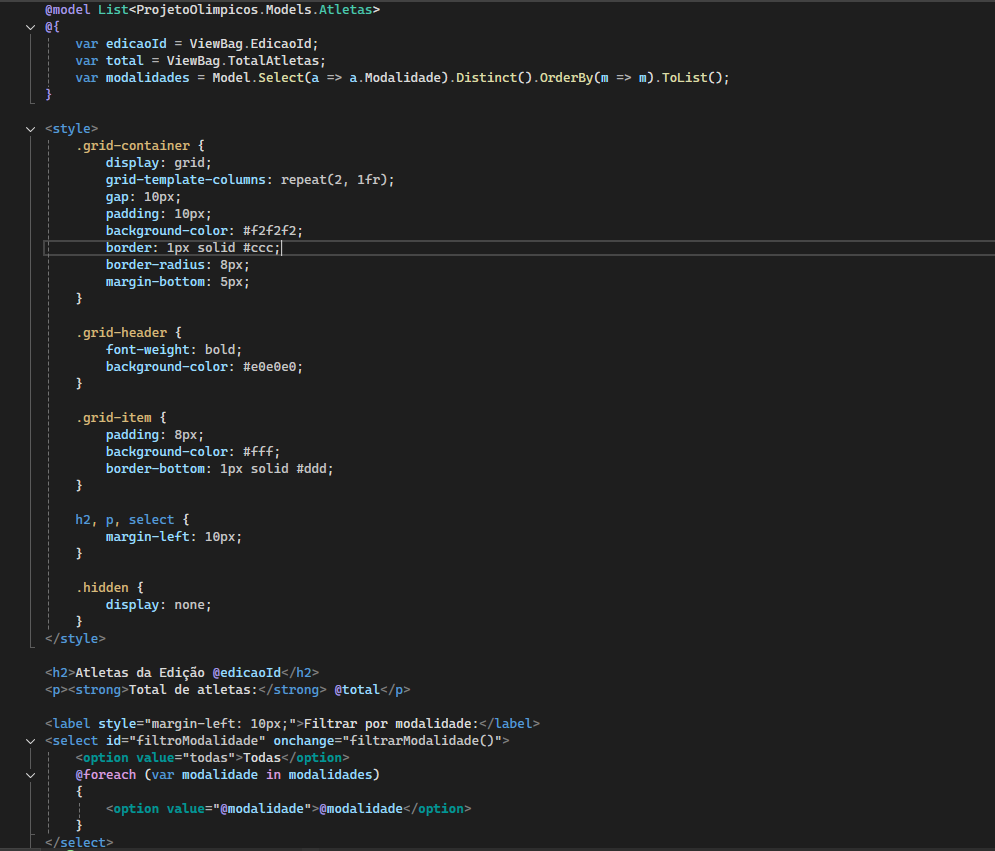 @model List<ProjetoOlimpicos.Models.Atletas>
@{
    var edicaoId = ViewBag.EdicaoId;
    var total = ViewBag.TotalAtletas;
    var modalidades = Model.Select(a => a.Modalidade).Distinct().OrderBy(m => m).ToList();
}

<style>
    .grid-container {
        display: grid;
        grid-template-columns: repeat(2, 1fr);
        gap: 10px;
        padding: 10px;
        background-color: #f2f2f2;
        border: 1px solid #ccc;
        border-radius: 8px;
        margin-bottom: 5px;
    }

    .grid-header {
        font-weight: bold;
        background-color: #e0e0e0;
    }

    .grid-item {
        padding: 8px;
        background-color: #fff;
        border-bottom: 1px solid #ddd;
    }

    h2, p, select {
        margin-left: 10px;
    }

    .hidden {
        display: none;
    }
</style>

<h2>Atletas da Edição @edicaoId</h2>
<p><strong>Total de atletas:</strong> @total</p>

<label style="margin-left: 10px;">Filtrar por modalidade:</label>
<select id="filtroModalidade" onchange="filtrarModalidade()">
    <option value="todas">Todas</option>
    @foreach (var modalidade in modalidades)
    {
        <option value="@modalidade">@modalidade</option>
    }
</select>